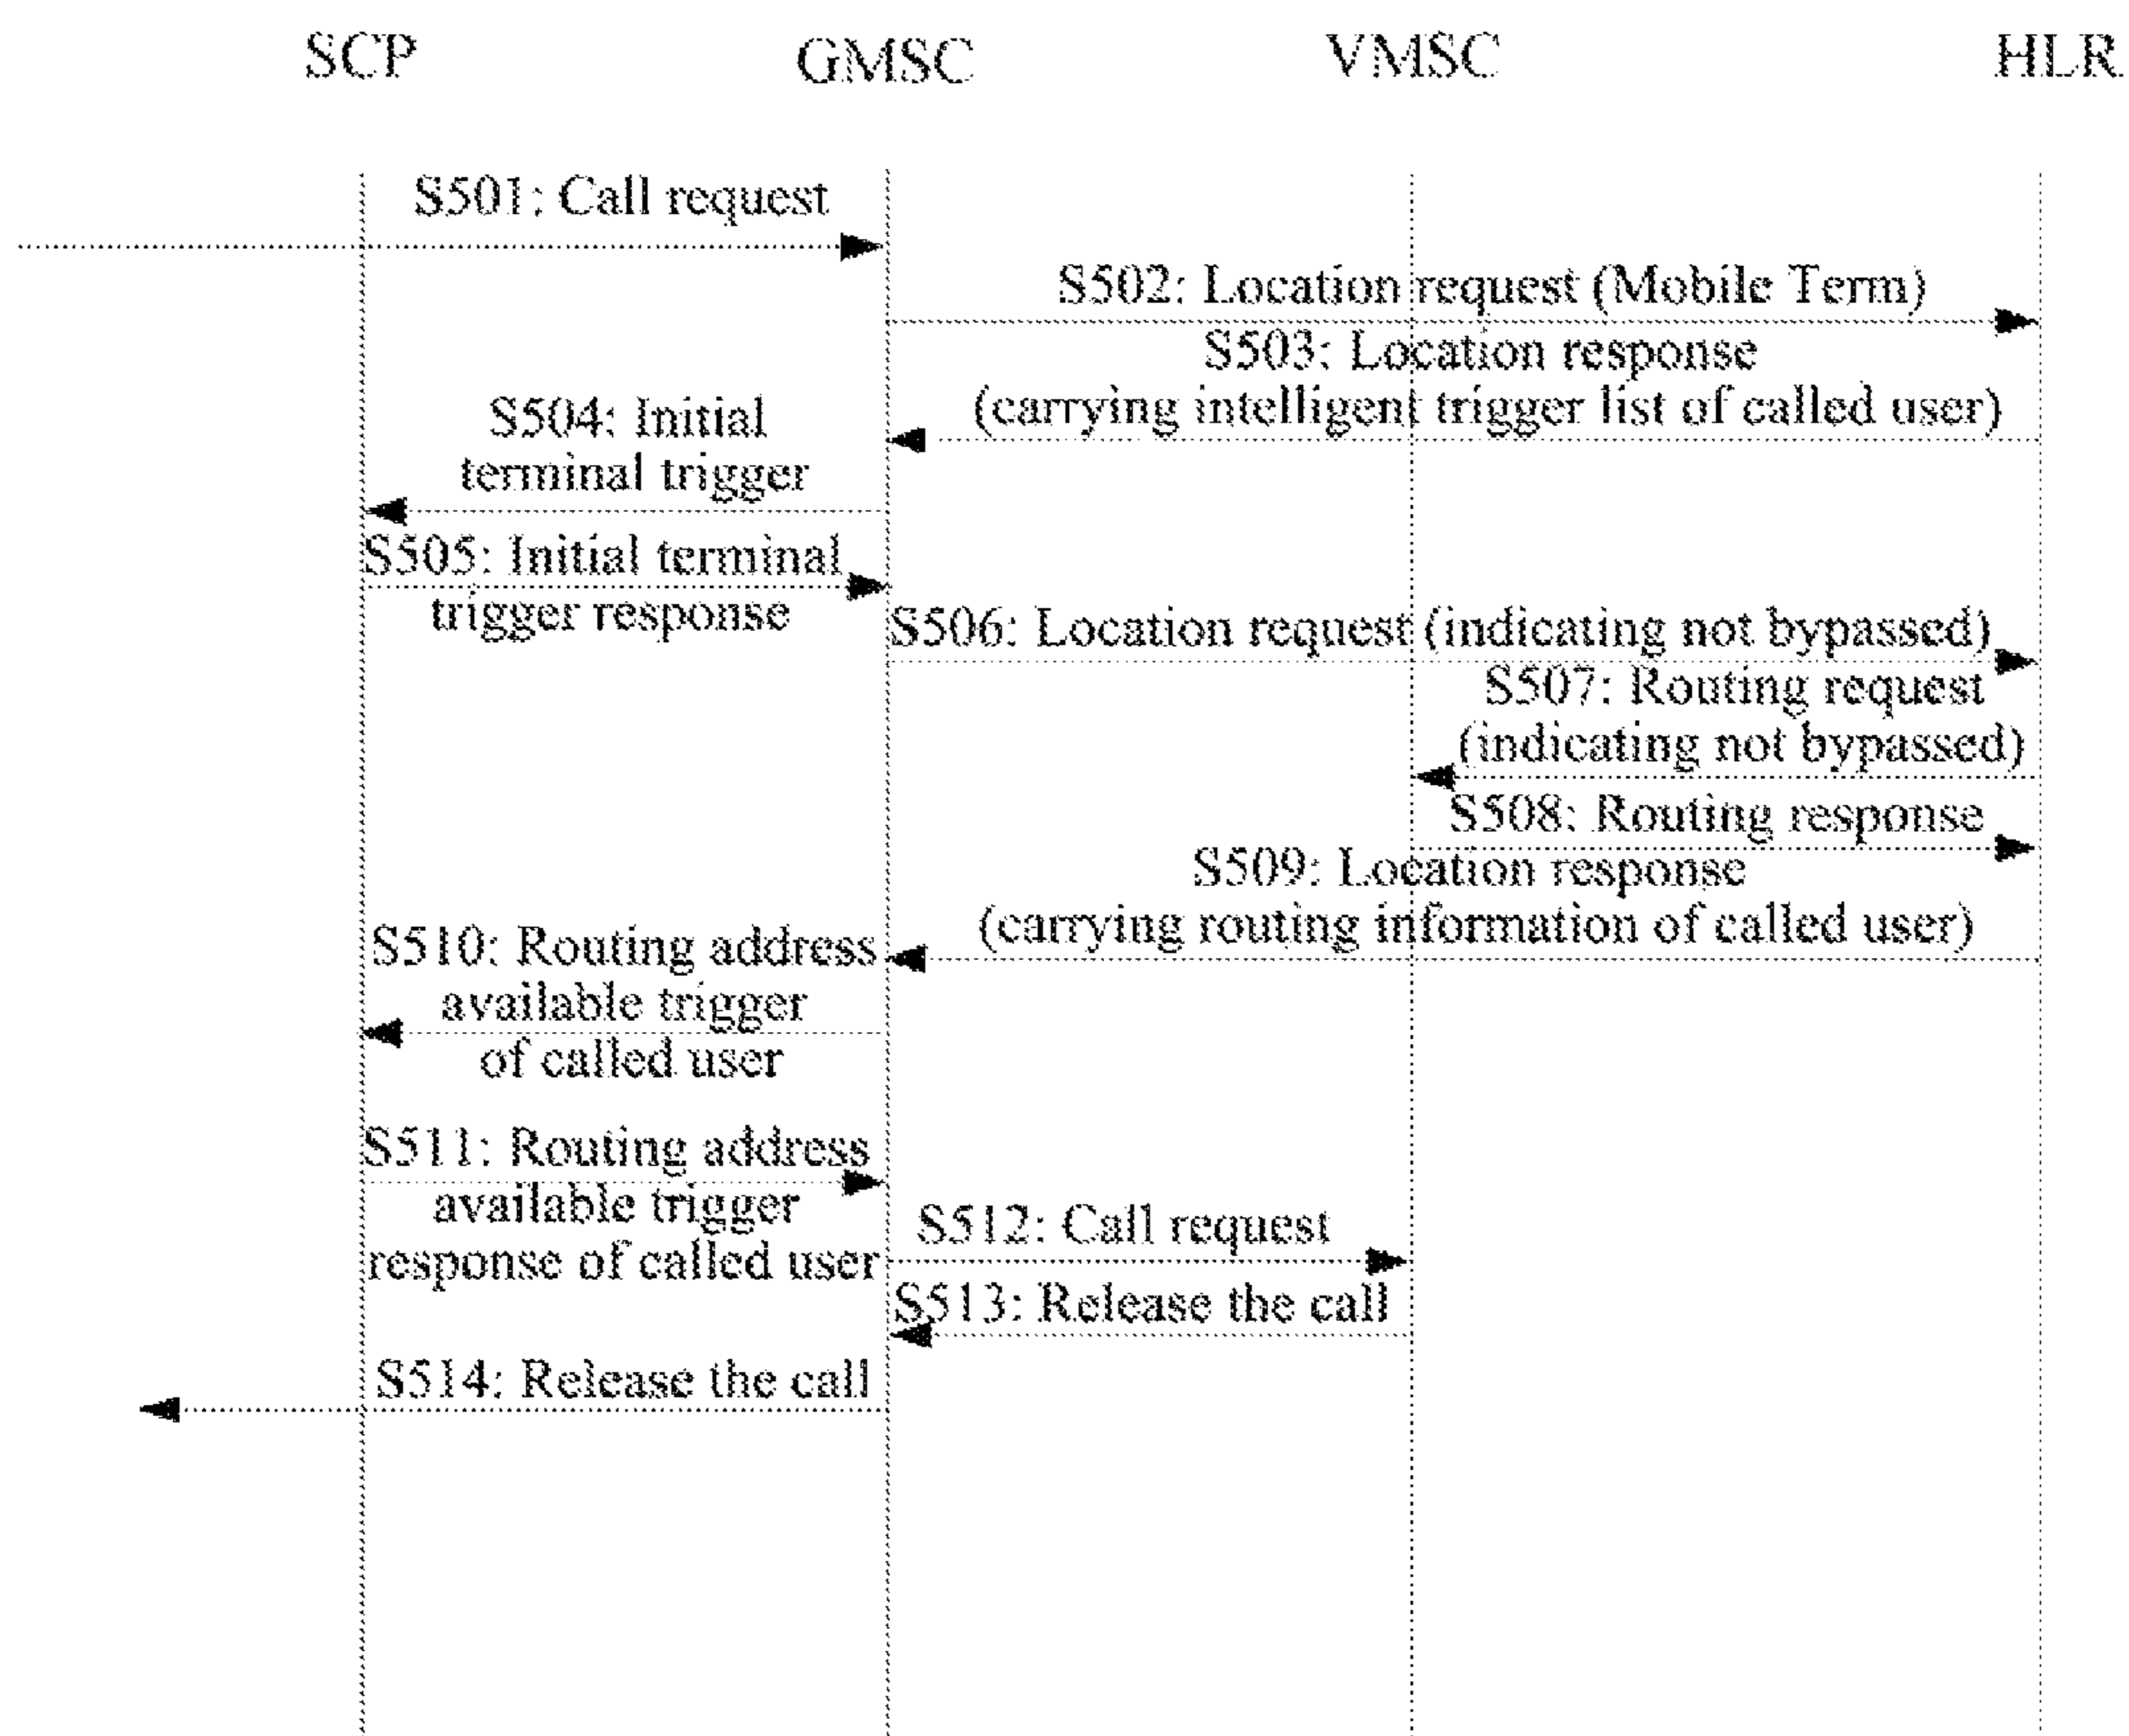 SCP GMSC VMSC HLR
S501: Call request
S502: Location request (Mobile Term)
S503: Location response
(carrying intelligent trigger list of called user)
S504: Initial
terminal trigger
S505: Initial terminal
trigger response
S506: Location request (indicating not bypassed)
S507: Routing request
(indicating not bypassed)
S508: Routing response
S509: Location response
(carrying routing information of called user)
S510: Routing address
available trigger
of called user
S511: Routing address
available trigger
response of called user
S512: Call request
S513: Release the call
S514: Release the call